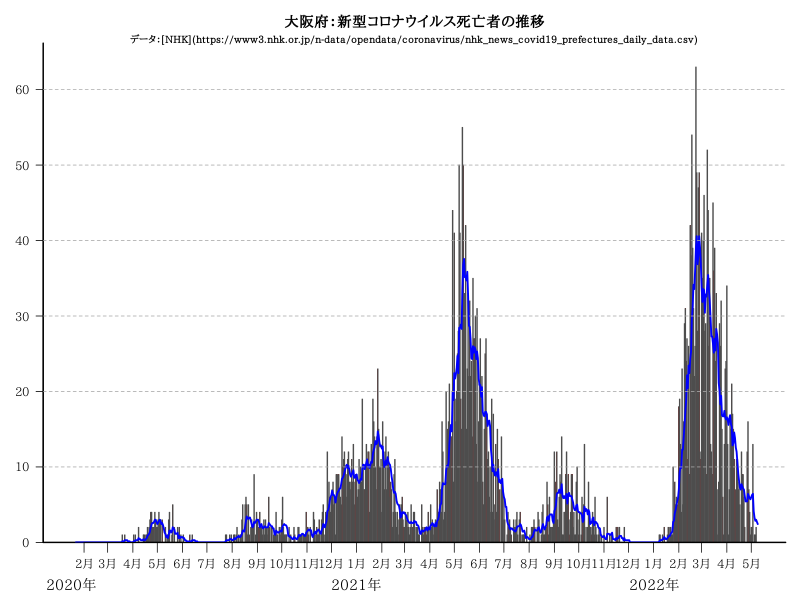 大阪府：新型コロナウイルス死亡者の推移
データ：[NHK](https://www3.nhk.or.jp/n-data/opendata/coronavirus/nhk_news_covid19_prefectures_daily_data.csv)
60
50
40
30
20
10
0
2月 3月 4月 5月 6月 7月 8月 9月 10月 11月 12月 1月 2月 3月 4月 5月 6月 7月 8月 9月 10月 11月 12月 1月 2月 3月 4月 5月
2020年 2021年 2022年